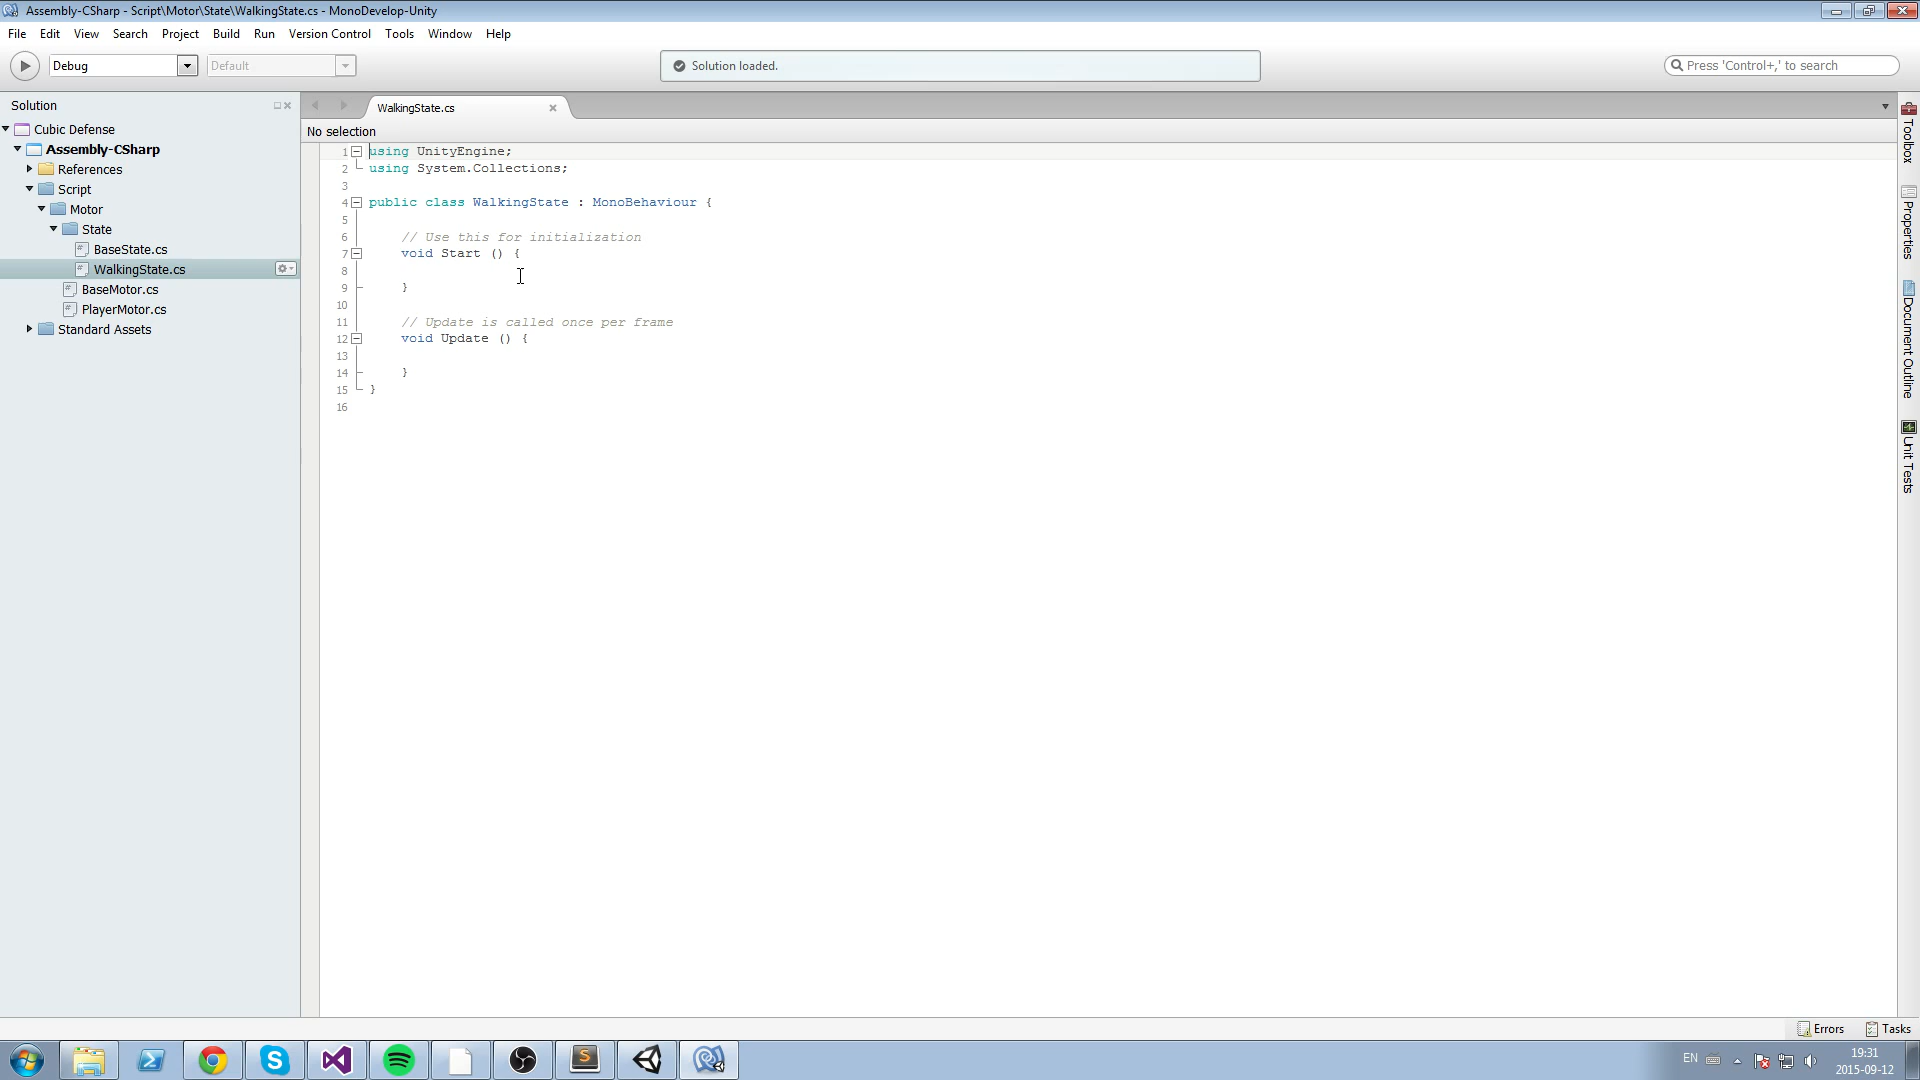 Assembly-CSharp - Script\Motor\State\WalkingState.cs - MonoDevelop-Unity
File Edit View Search Project Build Run Version Control Tools Window Help
Debug Default Solution loaded. Press 'Control+,' to search
Solution
WalkingState.cs
No selection
Cubic Defense
Assembly-CSharp
References
Script
Motor
State
BaseState.cs
WalkingState.cs
BaseMotor.cs
PlayerMotor.cs
Standard Assets
1 using UnityEngine;
2 using System.Collections;
3
4 public class WalkingState : MonoBehaviour {
5
6 // Use this for initialization
7 void Start () {
8
9 }
10
11 // Update is called once per frame
12 void Update () {
13
14 }
15 }
16
Toolbox
Properties
Document Outline
Unit Tests
Errors Tasks
EN
19:31
2015-09-12